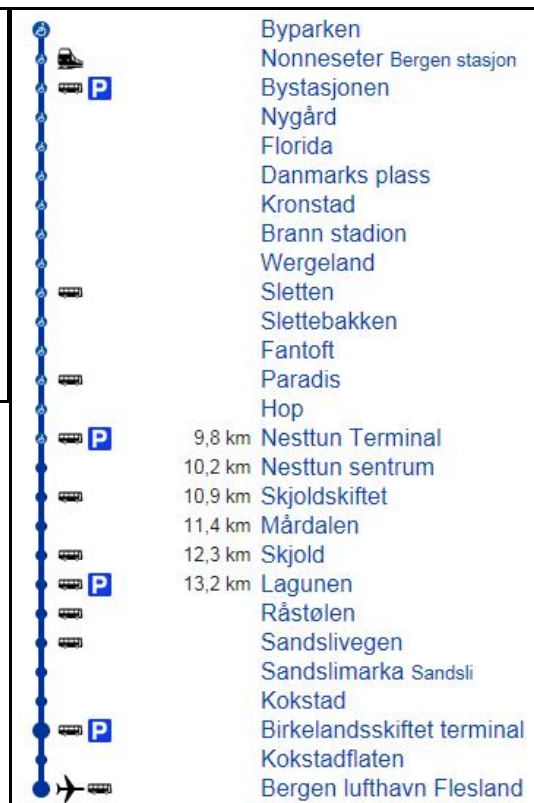 Byparken
Nonneseter Bergen stasjon
P Bystasjonen
Nygård
Florida
Danmarks plass
Kronstad
Brann stadion
Wergeland
Sletten
Slettebakken
Fantoft
Paradis
Hop
P 9,8 km Nesttun Terminal
10,2 km Nesttun sentrum
10,9 km Skjoldskiftet
11,4 km Mårdalen
12,3 km Skjold
P 13,2 km Lagunen
Råstølen
Sandslivegen
Sandslimarka Sandsli
Kokstad
P Birkelandsskiftet terminal
Kokstadflaten
Bergen lufthavn Flesland